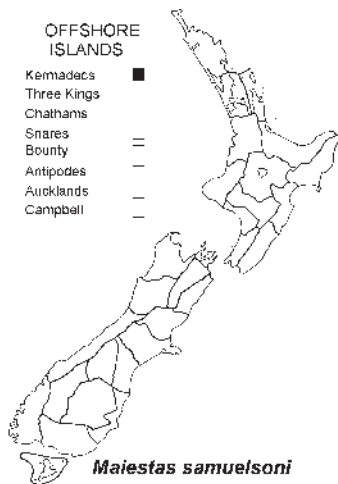 OFFSHORE
ISLANDS
Kermadecs
Three Kings
Chathams
Snares
Bounty
Antipodes
Aucklands
Campbell
Maiestas samuelsoni